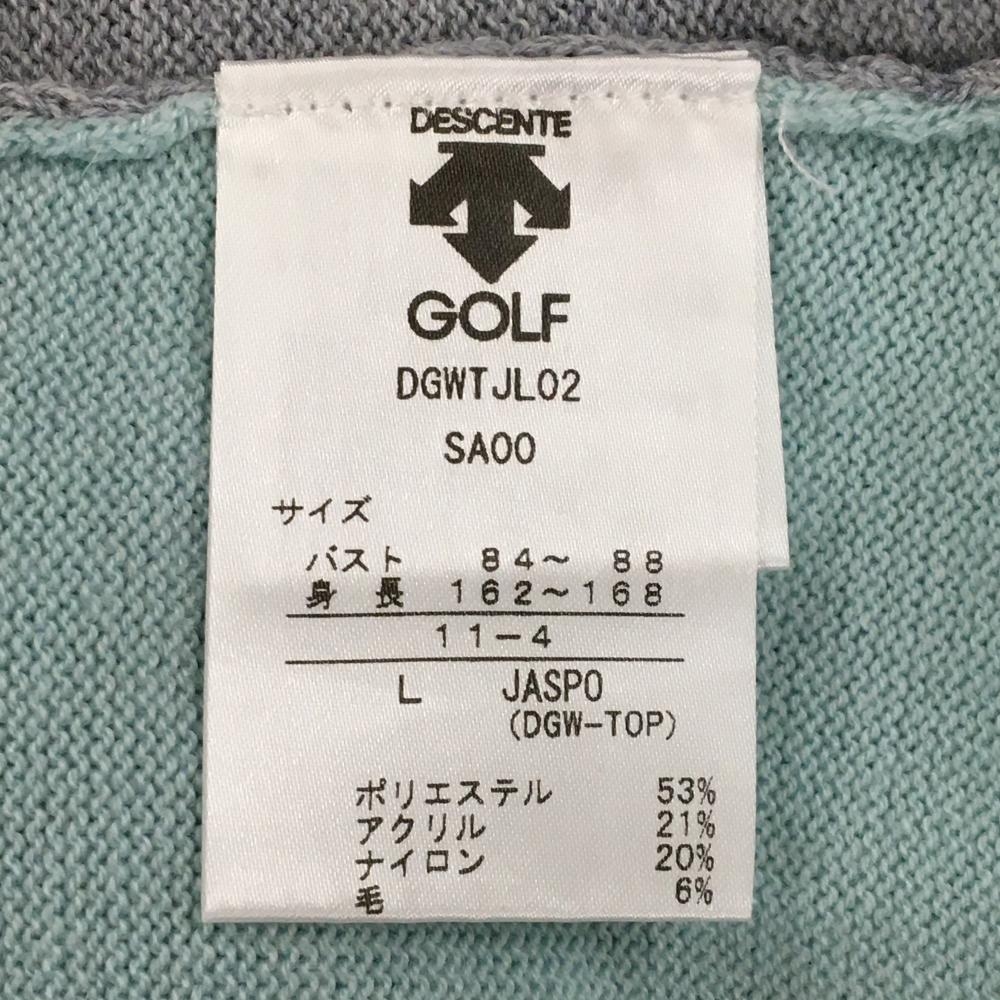 DESCENTE
GOLF
DGWTJL02
SA00
サイズ
バスト 84～ 88
身 長 162～168
11-4
L JASPO
(DGW-TOP)
ポリエステル 53%
アクリル 21%
ナイロン 20%
毛 6%